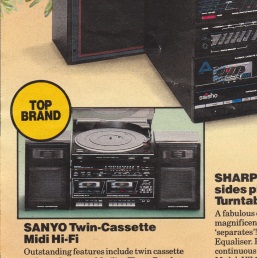 saisho
TOP
BRAND
SANYO Twin-Cassette
Midi Hi-Fi
Outstanding features include twin cassette
SHARP
sides p
Turntab
A fabulous
magnificen
'separates'!
Equaliser. I
continuous